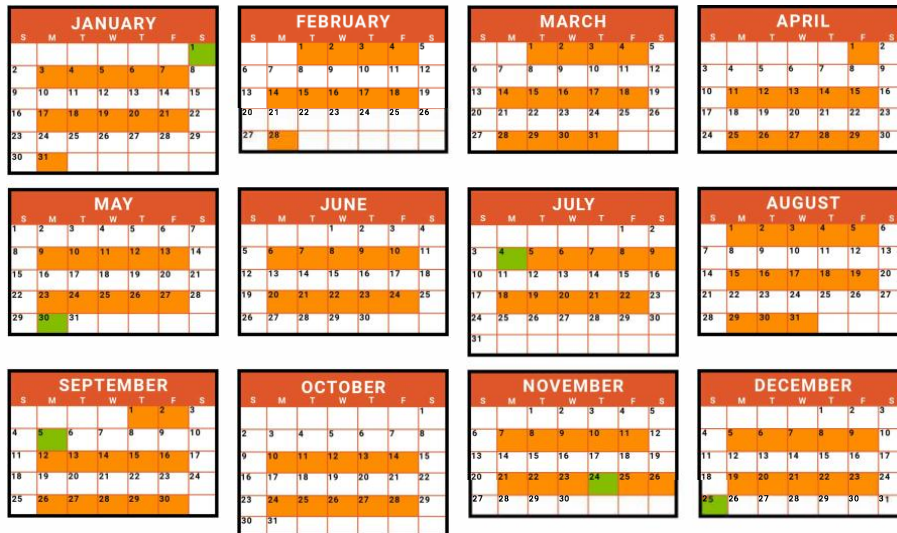 JANUARY
S M T W T F S
1
2 3 4 5 6 7 8
9 10 11 12 13 14 15
16 17 18 19 20 21 22
23 24 25 26 27 28 29
30 31
FEBRUARY
S M T W T F S
1 2 3 4 5
6 7 8 9 10 11 12
13 14 15 16 17 18 19
20 21 22 23 24 25 26
27 28
MARCH
S M T W T F S
1 2 3 4 5
6 7 8 9 10 11 12
13 14 15 16 17 18 19
20 21 22 23 24 25 26
27 28 29 30 31
APRIL
S M T W T F S
1 2
3 4 5 6 7 8 9
10 11 12 13 14 15 16
17 18 19 20 21 22 23
24 25 26 27 28 29 30
MAY
S M T W T F S
1 2 3 4 5 6 7
8 9 10 11 12 13 14
15 16 17 18 19 20 21
22 23 24 25 26 27 28
29 30 31
JUNE
S M T W T F S
1 2 3 4
5 6 7 8 9 10 11
12 13 14 15 16 17 18
19 20 21 22 23 24 25
26 27 28 29 30
JULY
S M T W T F S
1 2
3 4 5 6 7 8 9
10 11 12 13 14 15 16
17 18 19 20 21 22 23
24 25 26 27 28 29 30
31
AUGUST
S M T W T F S
1 2 3 4 5 6
7 8 9 10 11 12 13
14 15 16 17 18 19 20
21 22 23 24 25 26 27
28 29 30 31
SEPTEMBER
S M T W T F S
1 2 3
4 5 6 7 8 9 10
11 12 13 14 15 16 17
18 19 20 21 22 23 24
25 26 27 28 29 30
OCTOBER
S M T W T F S
1
2 3 4 5 6 7 8
9 10 11 12 13 14 15
16 17 18 19 20 21 22
23 24 25 26 27 28 29
30 31
NOVEMBER
S M T W T F S
1 2 3 4 5
6 7 8 9 10 11 12
13 14 15 16 17 18 19
20 21 22 23 24 25 26
27 28 29 30
DECEMBER
S M T W T F S
1 2 3
4 5 6 7 8 9 10
11 12 13 14 15 16 17
18 19 20 21 22 23 24
25 26 27 28 29 30 31